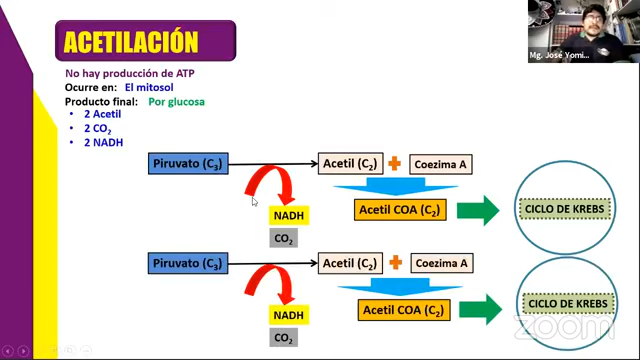 ACETILACIÓN
No hay producción de ATP
Ocurre en: El mitosol
Producto final: Por glucosa
• 2 Acetil
• 2 CO₂
• 2 NADH
Piruvato (C₃)
Acetil (C₂)
Coezima A
NADH
CO₂
Acetil COA (C₂)
CICLO DE KREBS
Piruvato (C₃)
Acetil (C₂)
Coezima A
NADH
CO₂
Acetil COA (C₂)
CICLO DE KREBS
Mg. José Yomi...
zoom